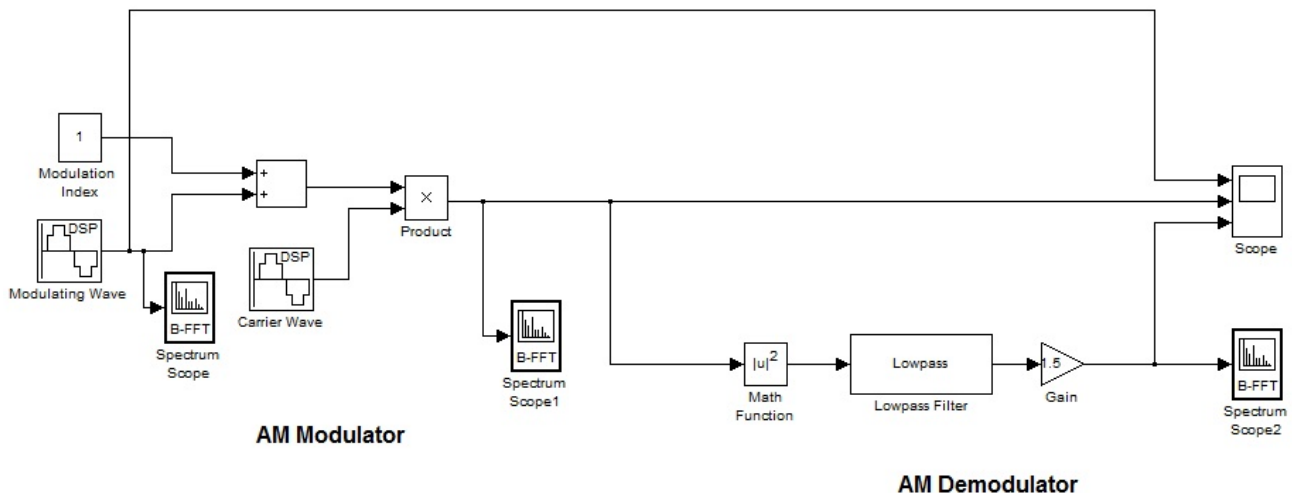 1
Modulation
Index
+
+
DSP
Modulating Wave
B-FFT
Spectrum
Scope
DSP
Carrier Wave
×
Product
B-FFT
Spectrum
Scope1
|u|²
Math
Function
Lowpass
Lowpass Filter
1.5
Gain
Scope
B-FFT
Spectrum
Scope2
AM Modulator
AM Demodulator